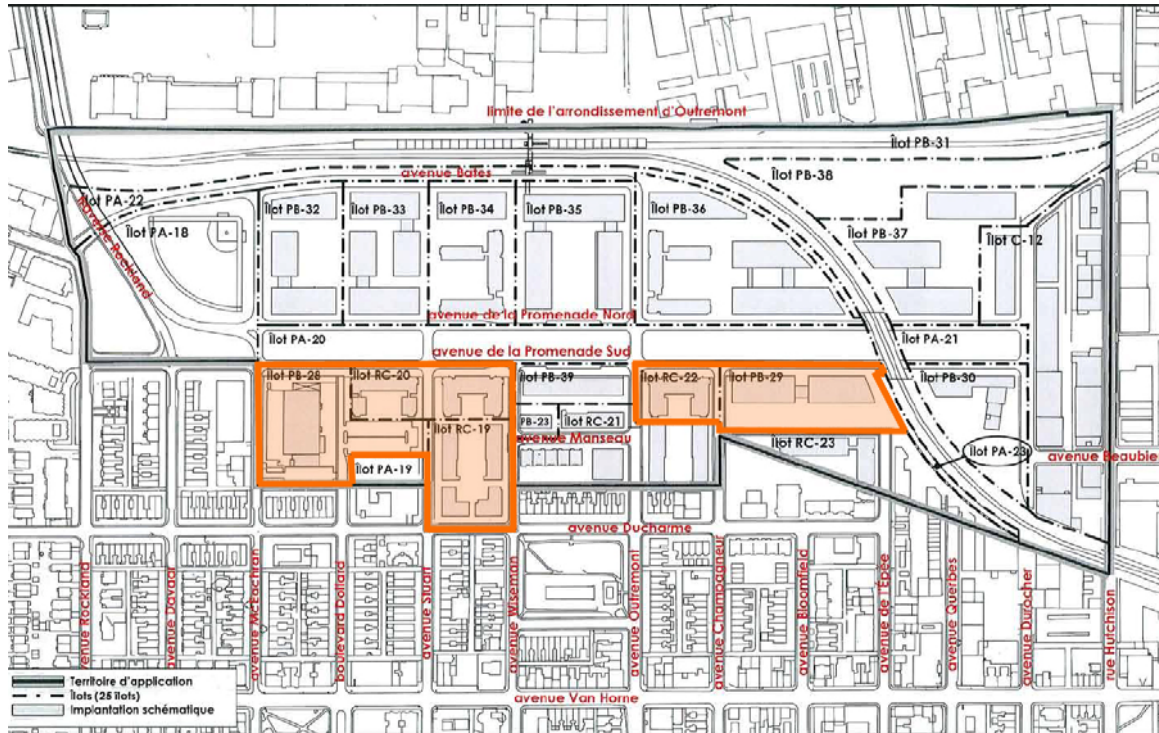 limite de l'arrondissement d'Outremont
Îlot PB-31
avenue Bates
Îlot PB-38
Îlot PA-22
Îlot PB-32
Îlot PB-33
Îlot PB-34
Îlot PB-35
Îlot PB-36
Îlot PA-18
Îlot PB-37
Îlot C-12
Rockland
avenue de la Promenade Nord
Îlot PA-20
Îlot PA-21
avenue de la Promenade Sud
Îlot PB-28
Îlot RC-20
Îlot PB-39
Îlot RC-22
Îlot PB-29
Îlot PB-30
Îlot RC-19
PB-23
Îlot RC-21
avenue Manseau
Îlot RC-23
Îlot PA-23
avenue Beaubie
Îlot PA-19
avenue Ducharme
avenue Rockland
avenue Davaar
avenue McEachran
boulevard Dollard
avenue Stuart
avenue Wiseman
avenue Outremont
avenue Champagneur
avenue Bloomfield
avenue de l'Épée
avenue Querbes
avenue Durocher
rue Hutchison
avenue Van Horne
Territoire d'application
Îlots (25 îlots)
Implantation schématique